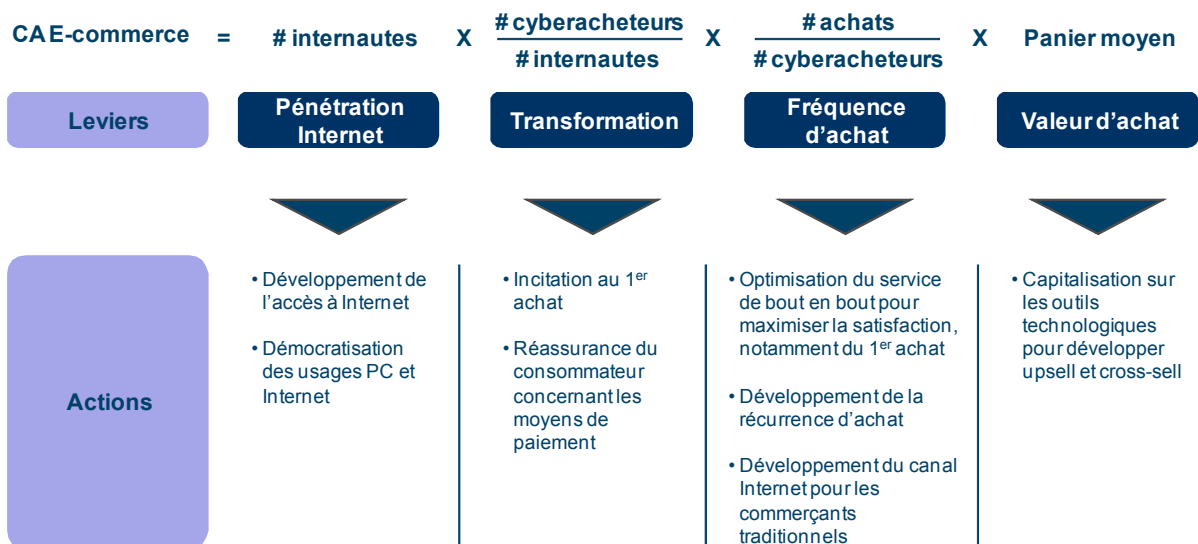 CA E-commerce = # internautes X # cyberacheteurs X # achats X Panier moyen
# internautes # cyberacheteurs
Leviers
Pénétration
Internet
Transformation
Fréquence
d'achat
Valeur d'achat
Actions
• Développement de
l'accès à Internet
• Démocratisation
des usages PC et
Internet
• Incitation au 1er
achat
• Réassurance du
consommateur
concernant les
moyens de
paiement
• Optimisation du service
de bout en bout pour
maximiser la satisfaction,
notamment du 1er achat
• Développement de la
récurrence d'achat
• Développement du canal
Internet pour les
commerçants
traditionnels
• Capitalisation sur
les outils
technologiques
pour développer
upsell et cross-sell